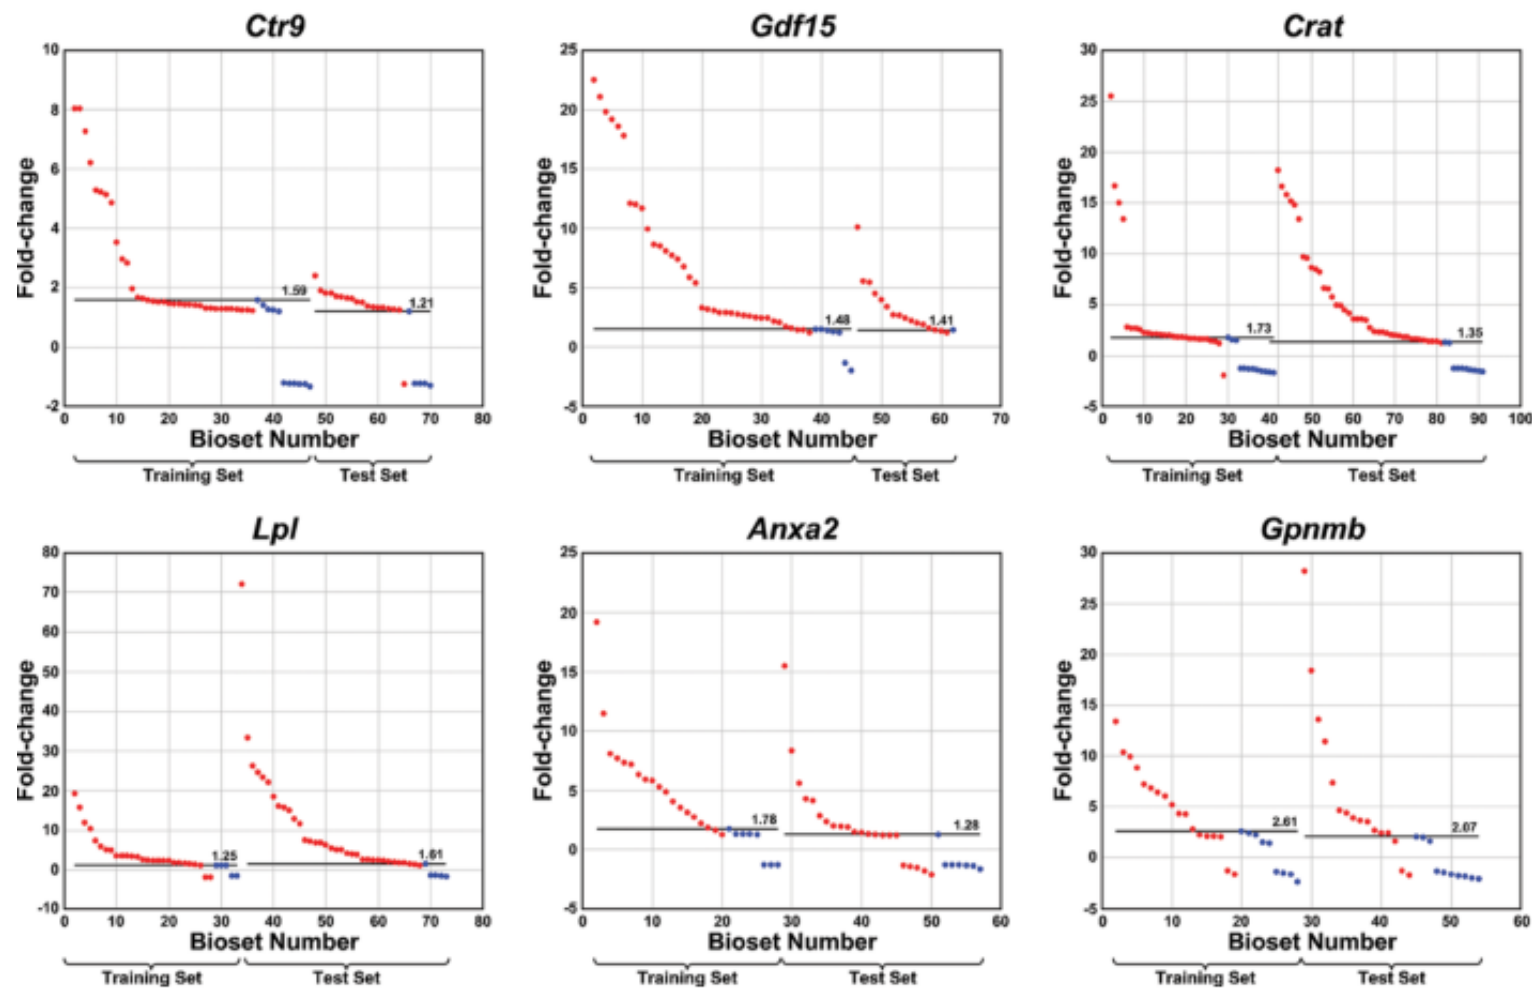 Ctr9
Fold-change
10
8
6
4
2
0
-2
1.59
1.21
0 10 20 30 40 50 60 70 80
Bioset Number
Training Set Test Set
Gdf15
Fold-change
25
20
15
10
5
0
-5
1.48
1.41
0 10 20 30 40 50 60 70
Bioset Number
Training Set Test Set
Crat
Fold-change
30
25
20
15
10
5
0
-5
1.73
1.35
0 10 20 30 40 50 60 70 80 90 100
Bioset Number
Training Set Test Set
Lpl
Fold-change
80
70
60
50
40
30
20
10
0
-10
1.25
1.61
0 10 20 30 40 50 60 70 80
Bioset Number
Training Set Test Set
Anxa2
Fold-change
25
20
15
10
5
0
-5
1.78
1.28
0 10 20 30 40 50 60
Bioset Number
Training Set Test Set
Gpnmb
Fold-change
30
25
20
15
10
5
0
-5
2.61
2.07
0 10 20 30 40 50 60
Bioset Number
Training Set Test Set